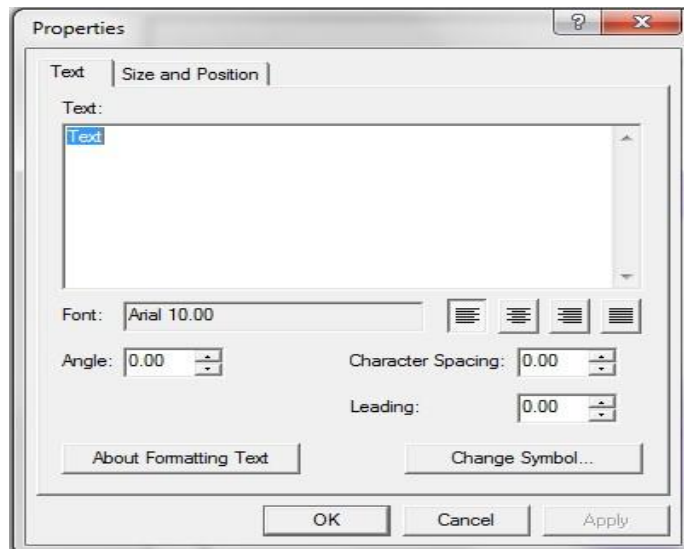 Properties
Text Size and Position
Text:
Text
Font: Arial 10.00
Angle: 0.00 Character Spacing: 0.00
Leading: 0.00
About Formatting Text Change Symbol...
OK Cancel Apply